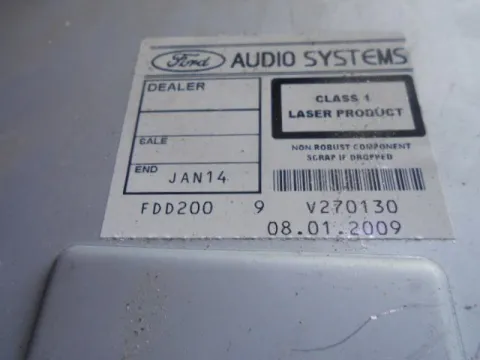 Ford AUDIO SYSTEMS
DEALER
CLASS 1
LASER PRODUCT
SALE
NON ROBUST COMPONENT
SCRAP IF DROPPED
END JAN14
FDD200 9 V270130
08.01.2009